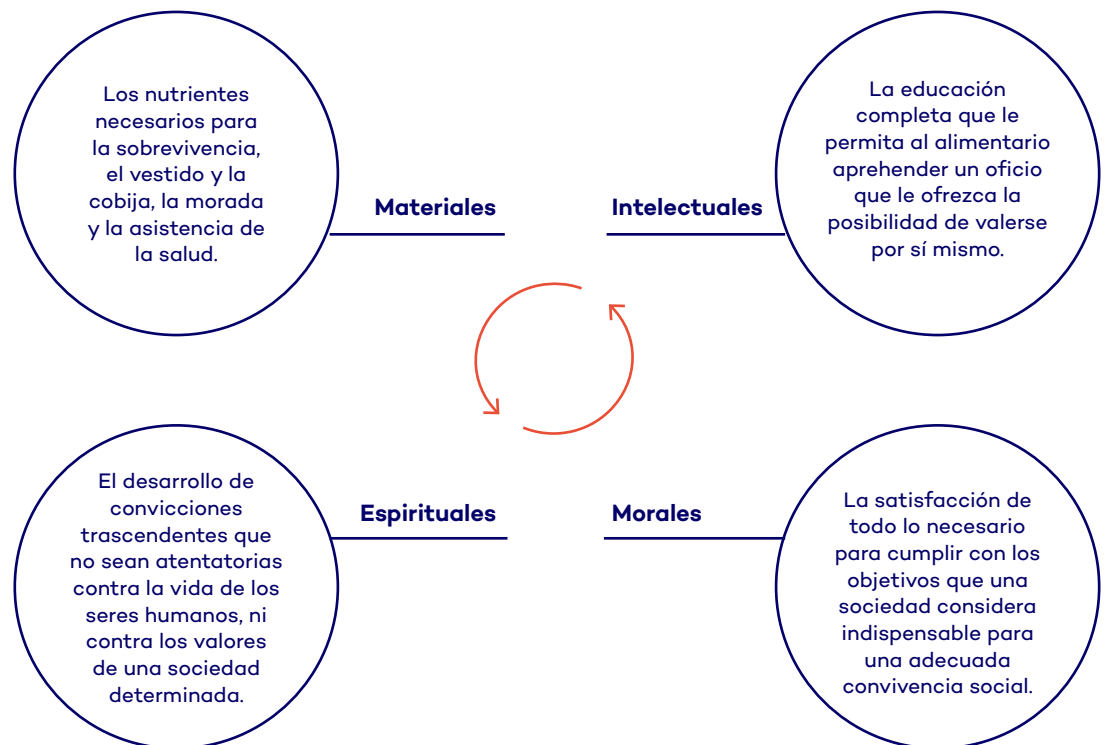 Los nutrientes
necesarios para
la sobrevivencia,
el vestido y la
cobija, la morada
y la asistencia de
la salud.
Materiales
Intelectuales
La educación
completa que le
permita al alimentario
aprehender un oficio
que le ofrezca la
posibilidad de valerse
por sí mismo.
El desarrollo de
convicciones
trascendentes que
no sean atentatorias
contra la vida de los
seres humanos, ni
contra los valores
de una sociedad
determinada.
Espirituales
Morales
La satisfacción de
todo lo necesario
para cumplir con los
objetivos que una
sociedad considera
indispensable para
una adecuada
convivencia social.